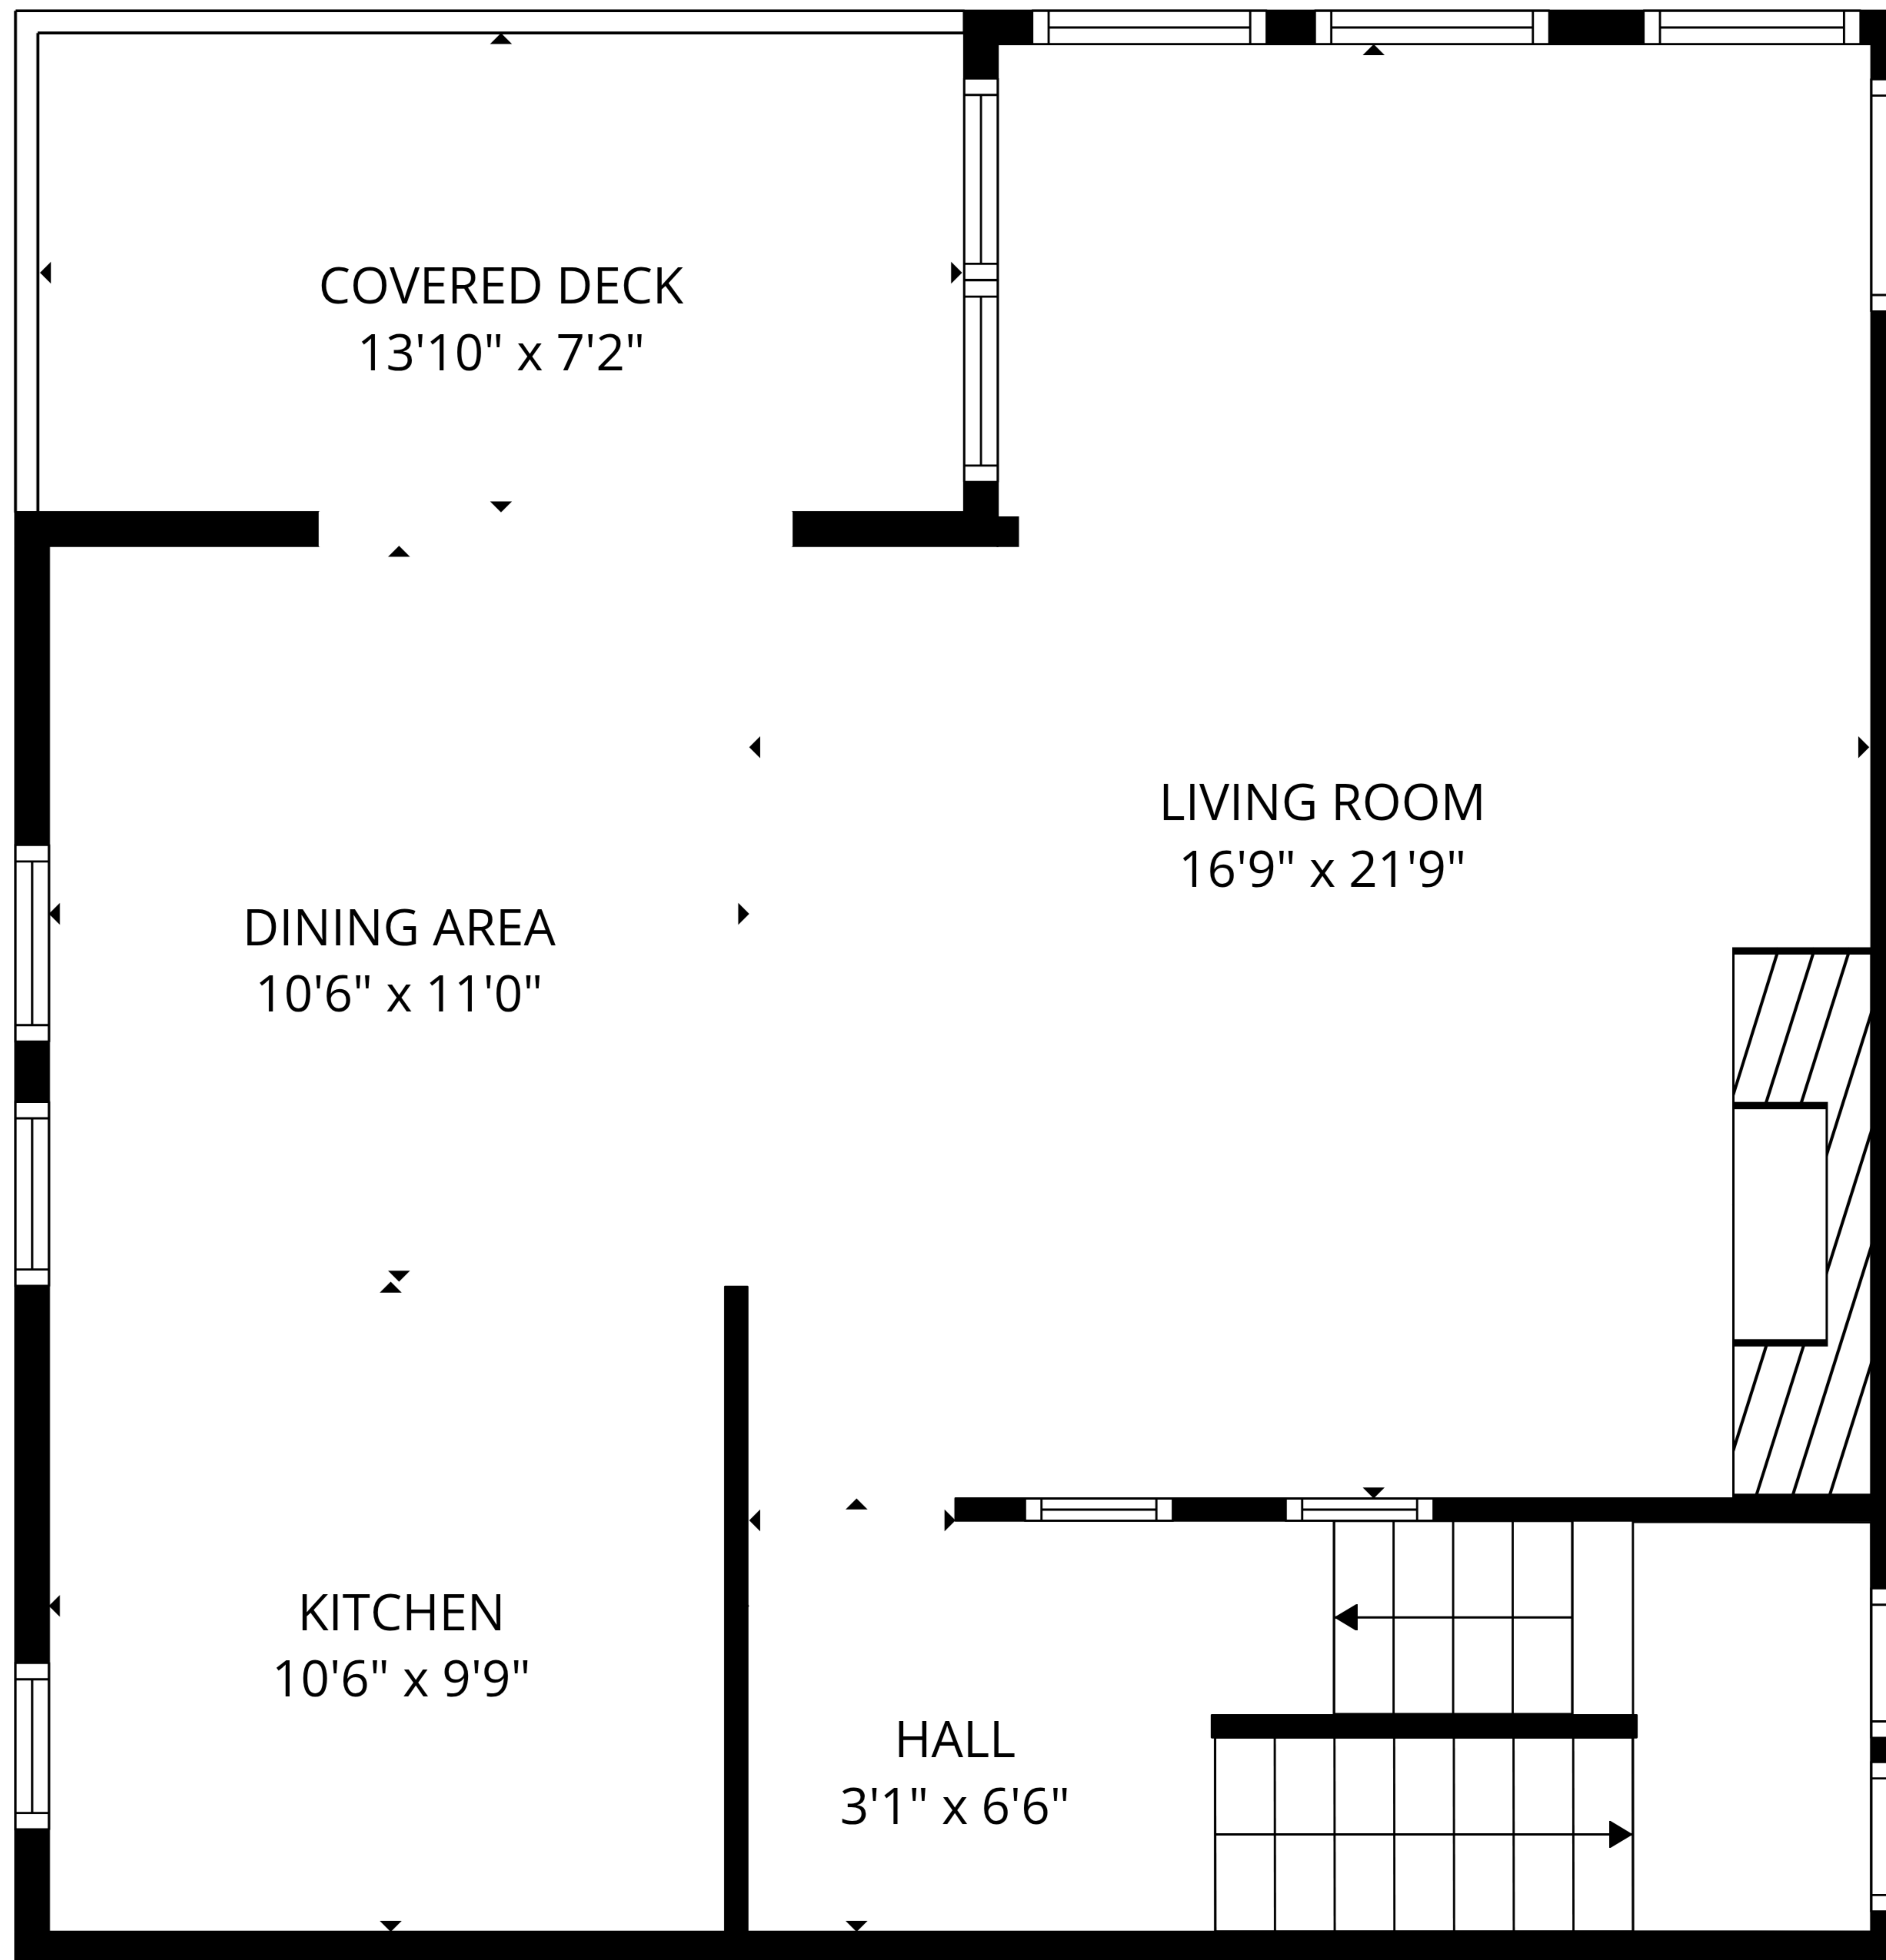 COVERED DECK
13'10" x 7'2"
LIVING ROOM
16'9" x 21'9"
DINING AREA
10'6" x 11'0"
KITCHEN
10'6" x 9'9"
HALL
3'1" x 6'6"